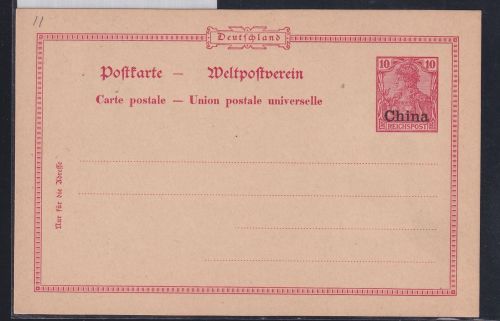 11
Deutschland
Postkarte — Weltpostverein
Carte postale — Union postale universelle
10 10
China
REICHSPOST
Nur für die Adresse